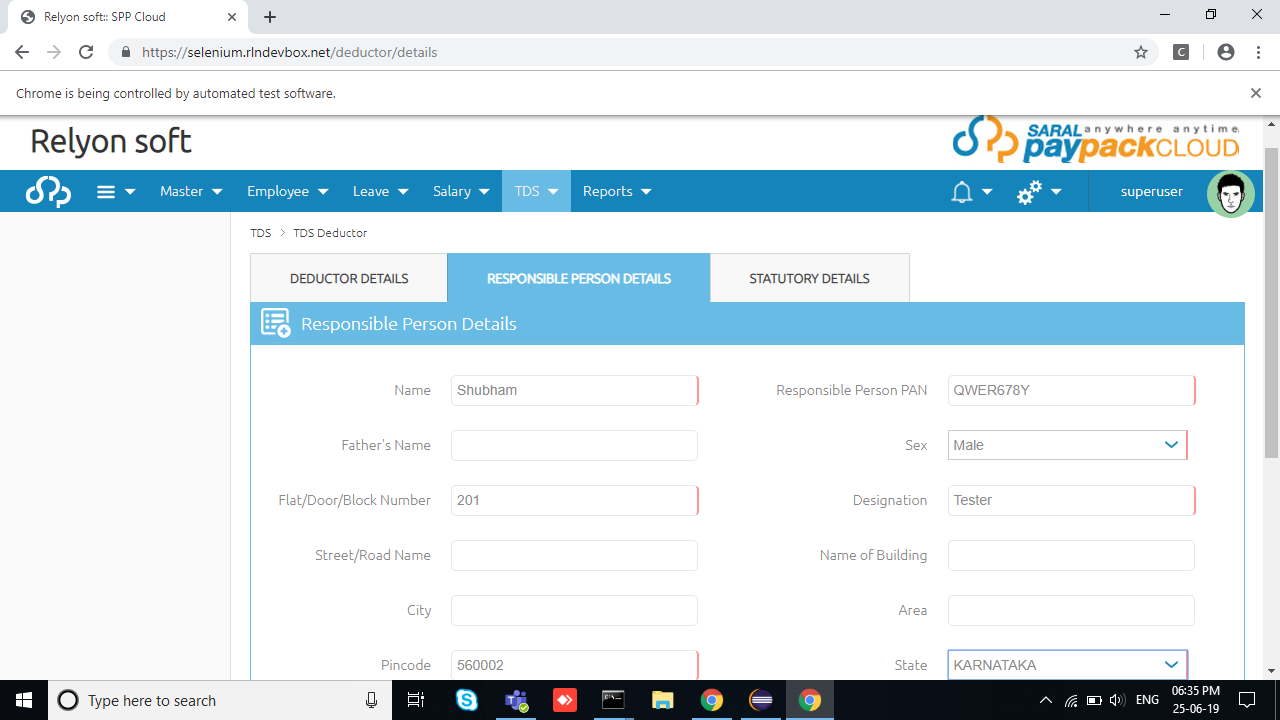 Relyon soft:: SPP Cloud
https://selenium.rlndevbox.net/deductor/details
C
Chrome is being controlled by automated test software.
Relyon soft
SARAL anywhere anytime
paypackCLOUD
Master Employee Leave Salary TDS Reports superuser
TDS > TDS Deductor
DEDUCTOR DETAILS RESPONSIBLE PERSON DETAILS STATUTORY DETAILS
Responsible Person Details
Name Shubham Responsible Person PAN QWER678Y
Father's Name Sex Male
Flat/Door/Block Number 201 Designation Tester
Street/Road Name Name of Building
City Area
Pincode 560002 State KARNATAKA
Type here to search
ENG
06:35 PM
25-06-19